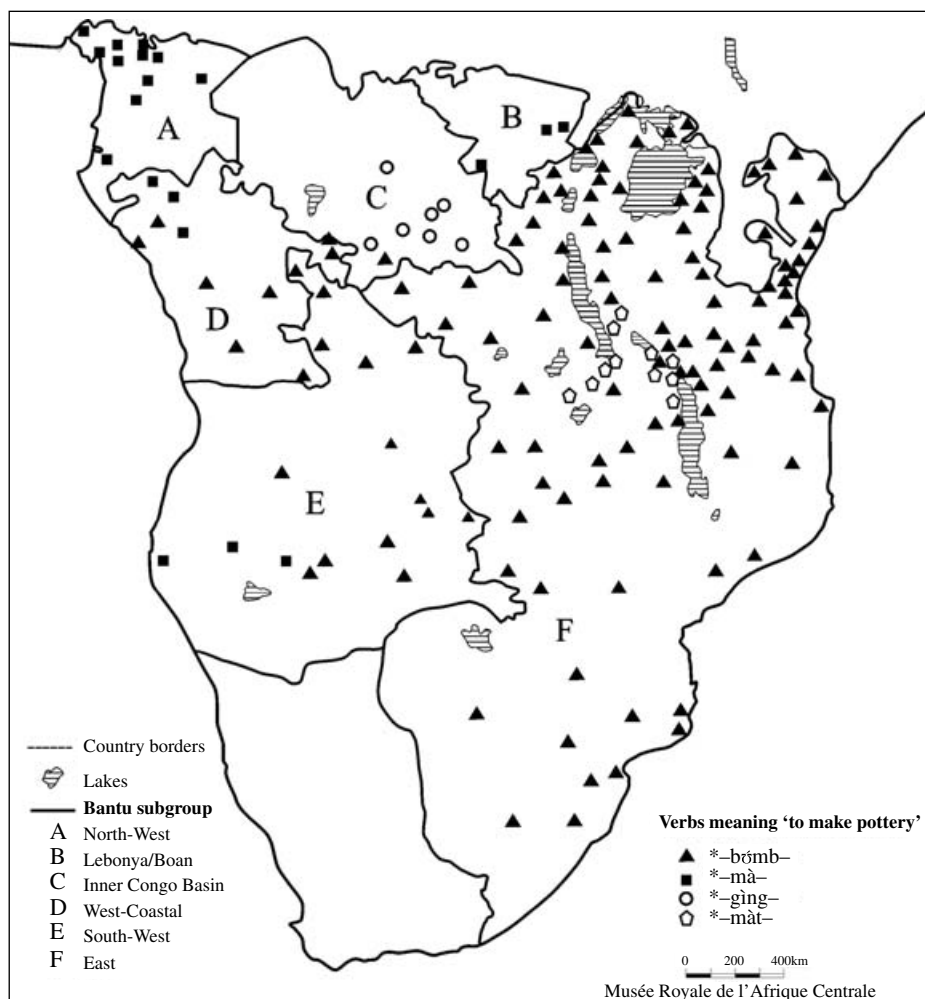 A
B
C
D
E
F
Country borders
Lakes
Bantu subgroup
A North-West
B Lebonya/Boan
C Inner Congo Basin
D West-Coastal
E South-West
F East
Verbs meaning ‘to make pottery’
*–bʊ́mb–
*–mà–
*–gìng–
*–màt–
0 200 400km
Musée Royale de l’Afrique Centrale